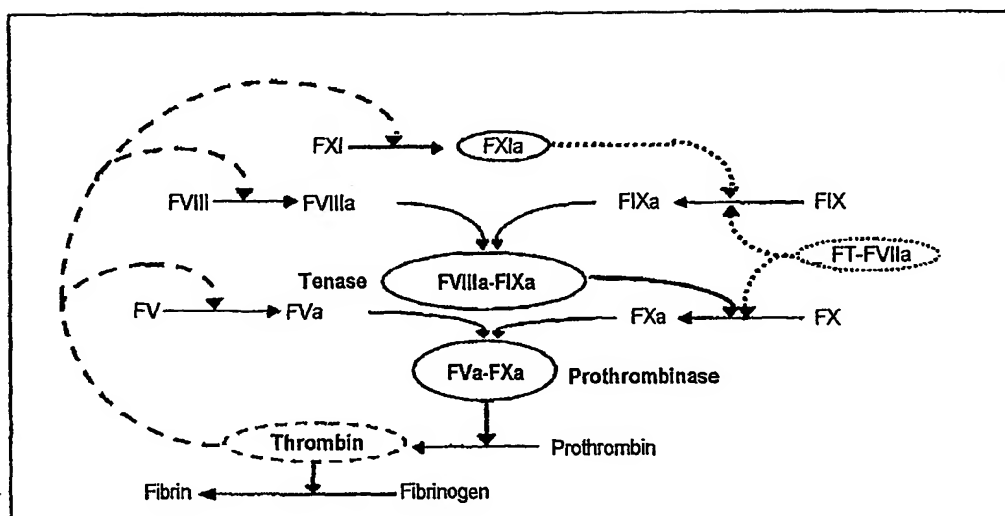 FXI FXIa
FVIII FVIIIa FIXa FIX
FT-FVIIa
Tenase FVIIIa-FIXa
FV FVa FXa FX
FVa-FXa Prothrombinase
Thrombin Prothrombin
Fibrin Fibrinogen